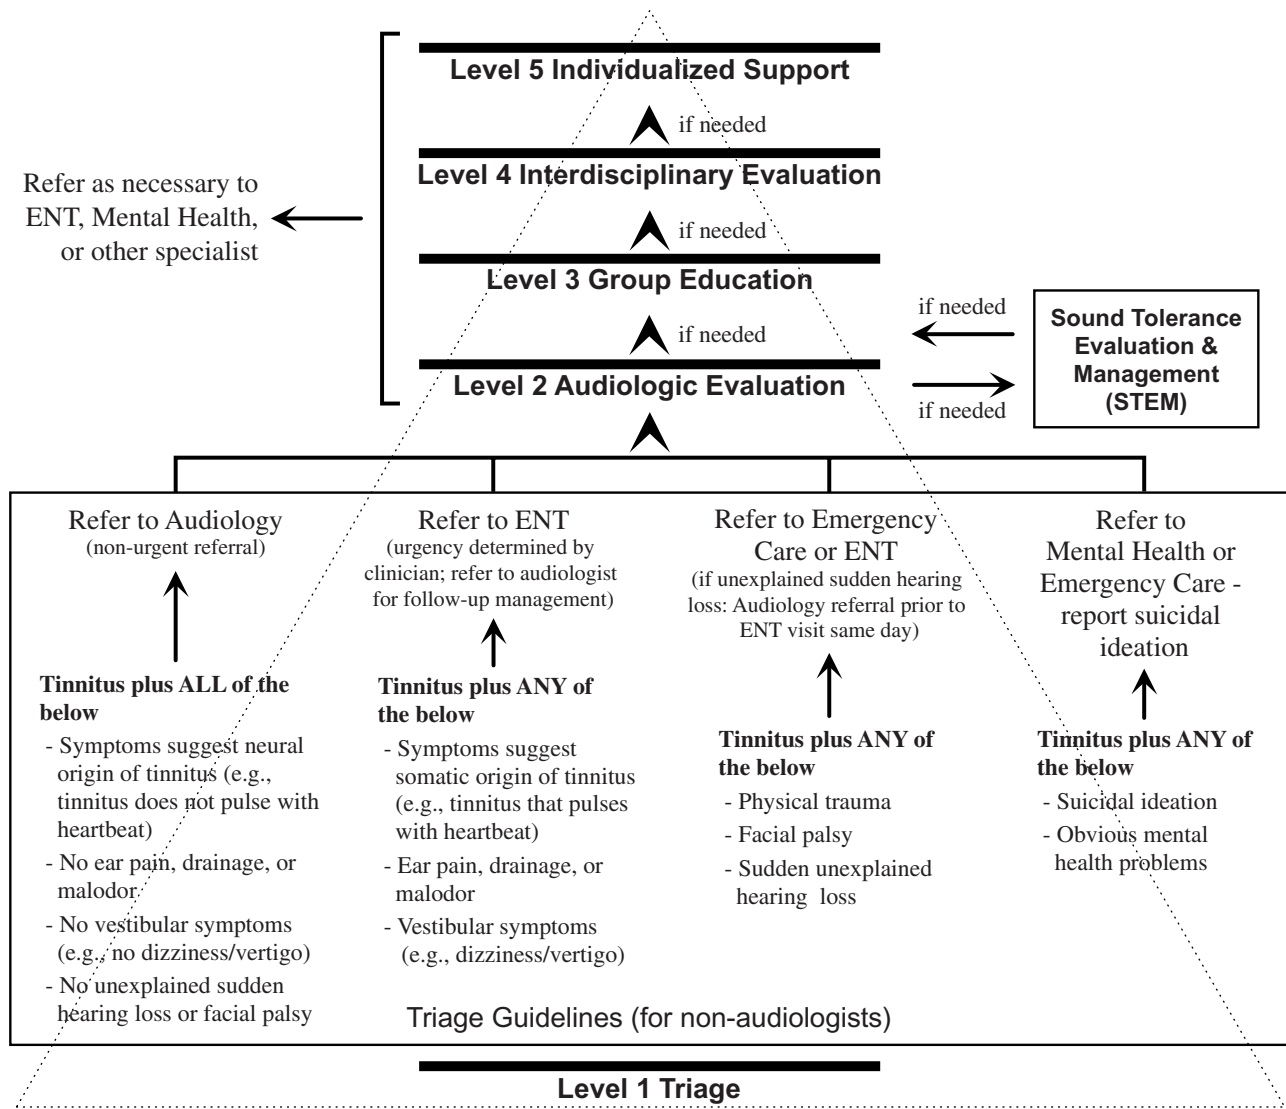 Level 5 Individualized Support
if needed
Level 4 Interdisciplinary Evaluation
Refer as necessary to
ENT, Mental Health,
or other specialist
if needed
Level 3 Group Education
if needed
Level 2 Audiologic Evaluation
if needed
if needed
Sound Tolerance
Evaluation &
Management
(STEM)
Refer to Audiology
(non-urgent referral)
Tinnitus plus ALL of the
below
- Symptoms suggest neural
origin of tinnitus (e.g.,
tinnitus does not pulse with
heartbeat)
- No ear pain, drainage, or
malodor
- No vestibular symptoms
(e.g., no dizziness/vertigo)
- No unexplained sudden
hearing loss or facial palsy
Refer to ENT
(urgency determined by
clinician; refer to audiologist
for follow-up management)
Tinnitus plus ANY of
the below
- Symptoms suggest
somatic origin of tinnitus
(e.g., tinnitus that pulses
with heartbeat)
- Ear pain, drainage, or
malodor
- Vestibular symptoms
(e.g., dizziness/vertigo)
Refer to Emergency
Care or ENT
(if unexplained sudden hearing
loss: Audiology referral prior to
ENT visit same day)
Tinnitus plus ANY of
the below
- Physical trauma
- Facial palsy
- Sudden unexplained
hearing loss
Refer to
Mental Health or
Emergency Care -
report suicidal
ideation
Tinnitus plus ANY of
the below
- Suicidal ideation
- Obvious mental
health problems
Triage Guidelines (for non-audiologists)
Level 1 Triage